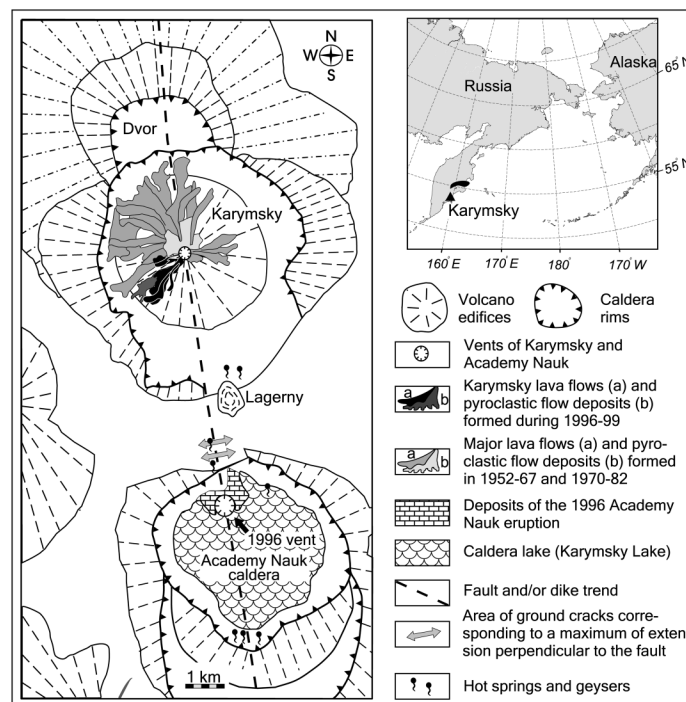 N
W E
S
Dvor
Karymsky
Lagerny
1996 vent
Academy Nauk
caldera
1 km
Russia
Alaska
65 N
55 N
Karymsky
160 E
170 E
180
170 W
Volcano
edifices
Caldera
rims
Vents of Karymsky and
Academy Nauk
a
b
Karymsky lava flows (a) and
pyroclastic flow deposits (b)
formed during 1996-99
a
b
Major lava flows (a) and pyro-
clastic flow deposits (b) formed
in 1952-67 and 1970-82
Deposits of the 1996 Academy
Nauk eruption
Caldera lake (Karymsky Lake)
Fault and/or dike trend
Area of ground cracks corre-
sponding to a maximum of exten
sion perpendicular to the fault
Hot springs and geysers